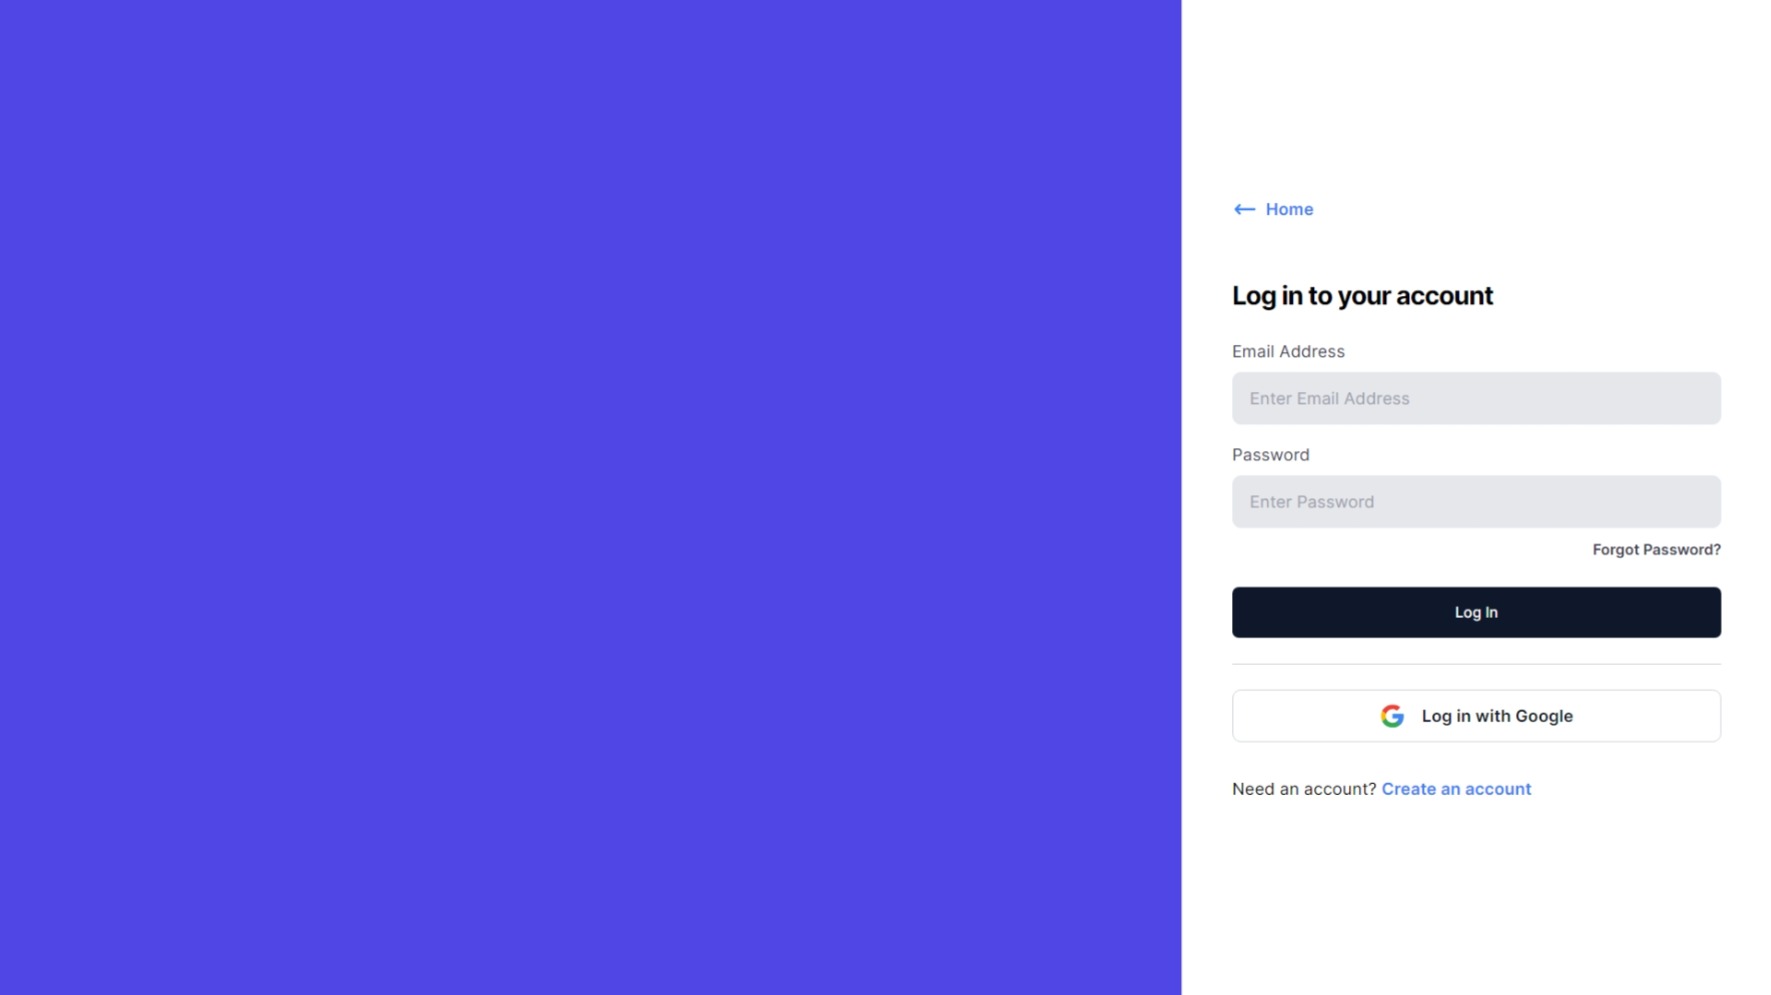 Home
Log in to your account
Email Address
Enter Email Address
Password
Enter Password
Forgot Password?
Log In
Log in with Google
Need an account? Create an account